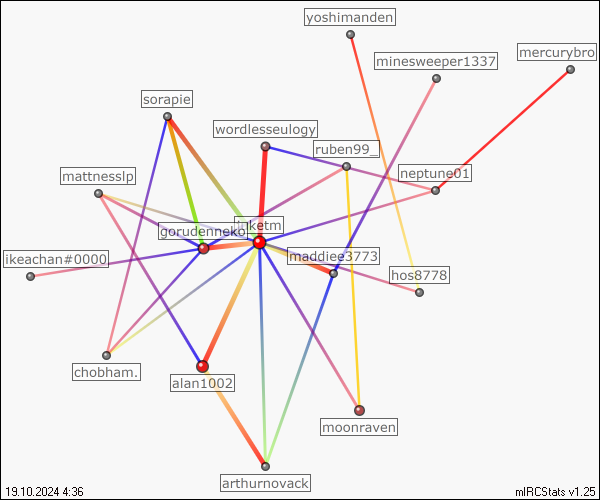 yoshimanden
mercurybro
minesweeper1337
sorapie
wordlesseulogy
ruben99_
neptune01
mattnesslp
gorudenneko
ketm
maddiee3773
ikeachan#0000
hos8778
chobham.
alan1002
moonraven
arthurnovack
19.10.2024 4:36
mIRCStats v1.25